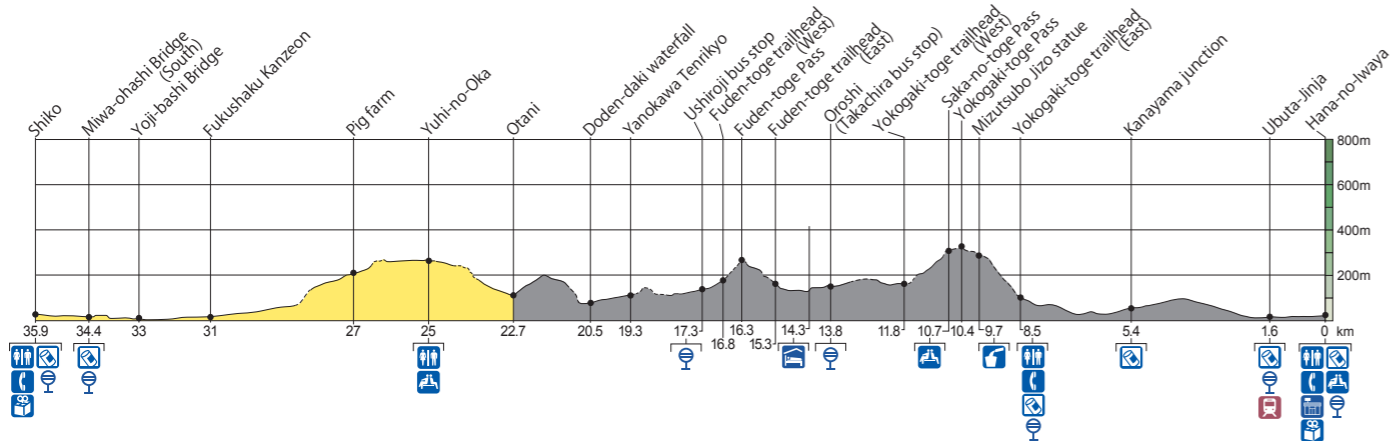 Shiko
Miwa-ohashi Bridge
(South)
Yoji-bashi Bridge
Fukushaku Kanzeon
Pig farm
Yuhi-no-Oka
Otani
Doden-daki waterfall
Yanokawa Tenrikyo
Ushiroji bus stop
Fuden-toge trailhead
(West)
Fuden-toge Pass
Fuden-toge trailhead
(East)
Oroshi
(Takachira bus stop)
Yokogaki-toge trailhead
(West)
Saka-no-toge Pass
Yokogaki-toge Pass
Mizutsubo Jizo statue
Yokogaki-toge trailhead
(East)
Kanayama junction
Ubuta-Jinja
Hana-no-Iwaya
800m
600m
400m
200m
35.9
34.4
33
31
27
25
22.7
20.5
19.3
17.3
16.8
16.3
15.3
14.3
13.8
11.8
10.7
10.4
9.7
8.5
5.4
1.6
0
km